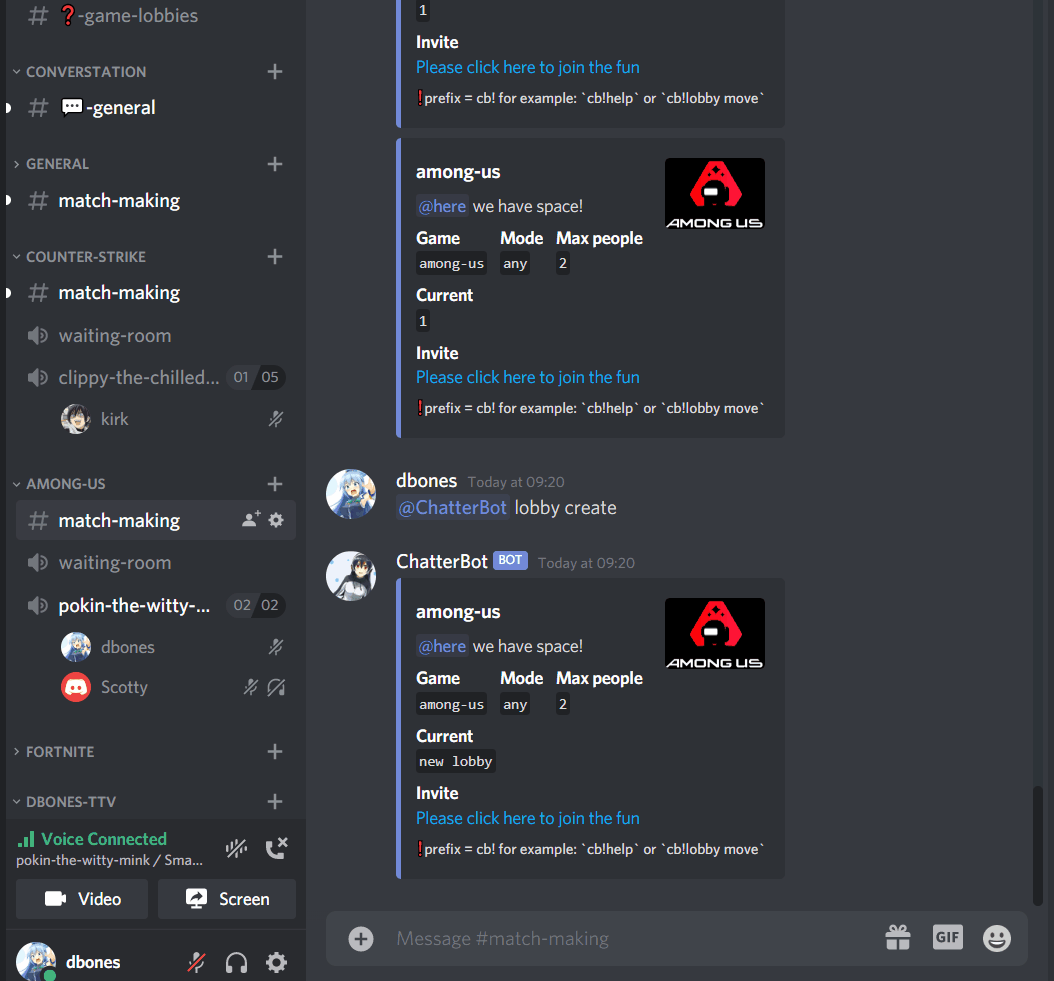 ❓-game-lobbies
CONVERSTATION
💬-general
GENERAL
match-making
COUNTER-STRIKE
match-making
waiting-room
clippy-the-chilled... 01 05
kirk
AMONG-US
match-making
waiting-room
pokin-the-witty-... 02 02
dbones
Scotty
FORTNITE
DBONES-TTV
Voice Connected
pokin-the-witty-mink / Sma...
Video Screen
dbones
1
Invite
Please click here to join the fun
❗prefix = cb! for example: `cb!help` or `cb!lobby move`
among-us
AMONG US
@here we have space!
Game Mode Max people
among-us any 2
Current
1
Invite
Please click here to join the fun
❗prefix = cb! for example: `cb!help` or `cb!lobby move`
dbones Today at 09:20
@ChatterBot lobby create
ChatterBot BOT Today at 09:20
among-us
AMONG US
@here we have space!
Game Mode Max people
among-us any 2
Current
new lobby
Invite
Please click here to join the fun
❗prefix = cb! for example: `cb!help` or `cb!lobby move`
Message #match-making
GIF